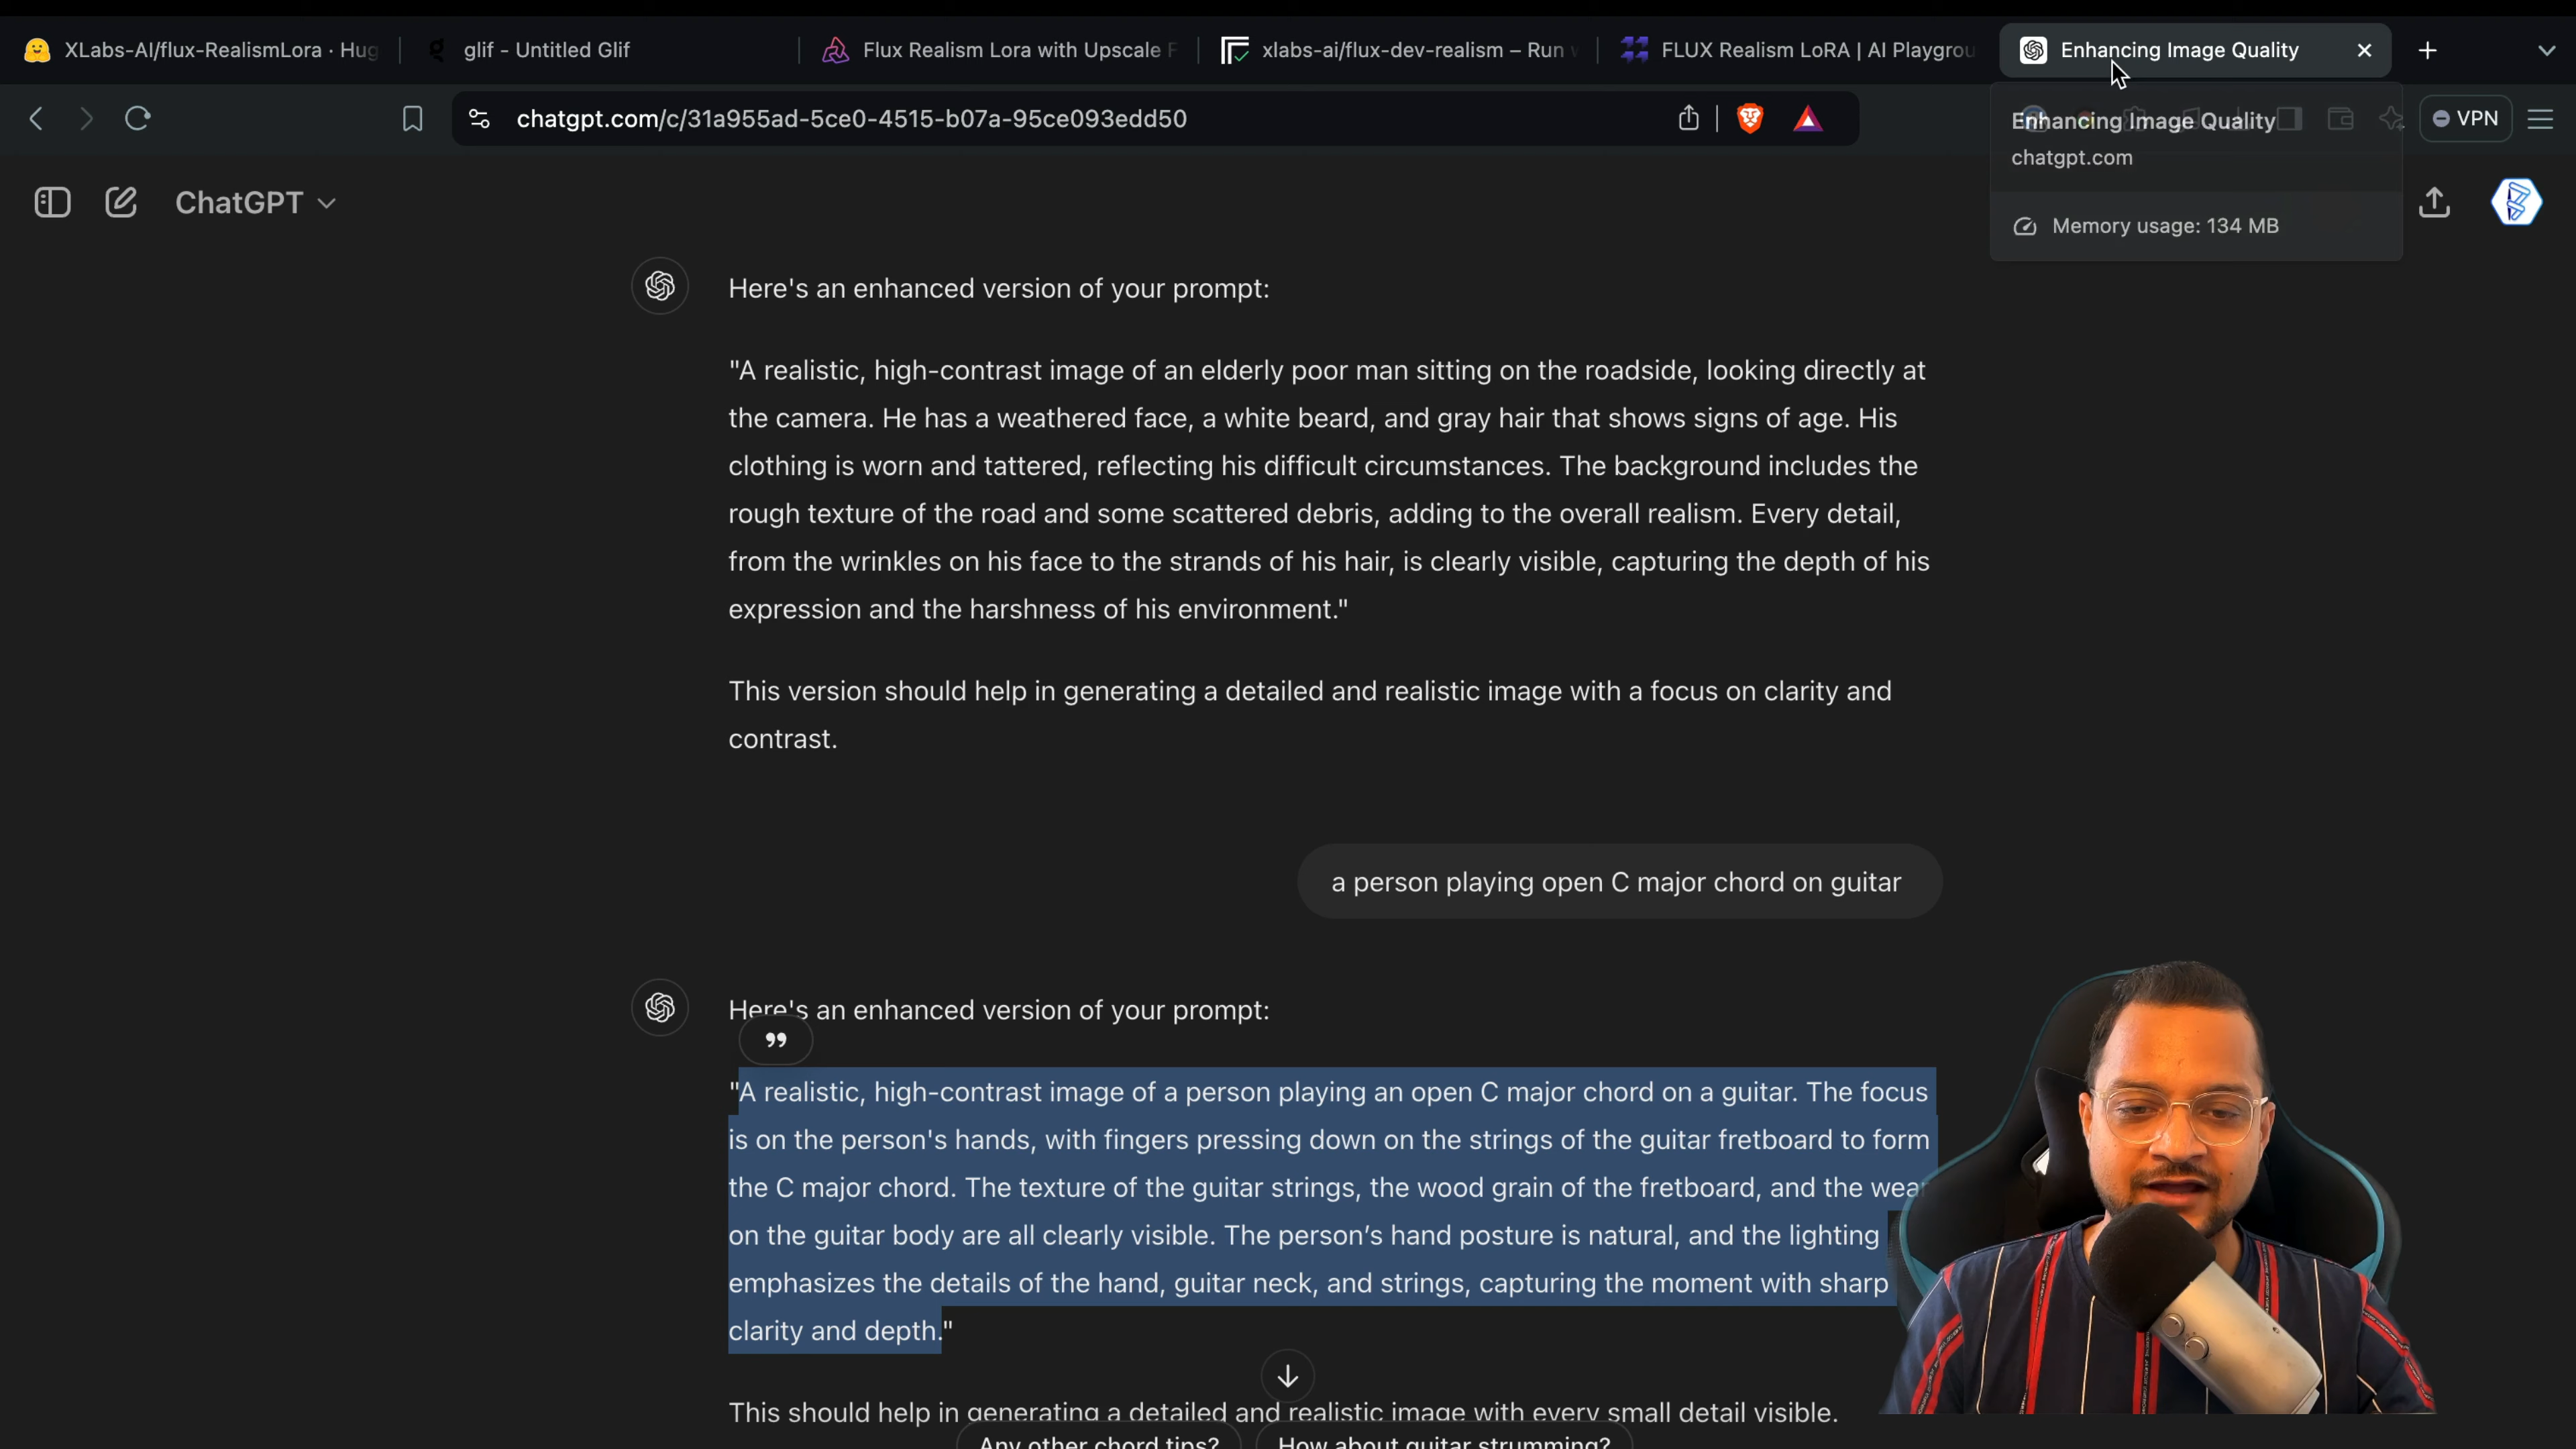 XLabs-AI/flux-RealismLora · Hug
glif - Untitled Glif
Flux Realism Lora with Upscale F
xlabs-ai/flux-dev-realism – Run
FLUX Realism LoRA | AI Playgrou
Enhancing Image Quality
chatgpt.com/c/31a955ad-5ce0-4515-b07a-95ce093edd50
VPN
Enhancing Image Quality
chatgpt.com
Memory usage: 134 MB
ChatGPT
Here's an enhanced version of your prompt:
"A realistic, high-contrast image of an elderly poor man sitting on the roadside, looking directly at
the camera. He has a weathered face, a white beard, and gray hair that shows signs of age. His
clothing is worn and tattered, reflecting his difficult circumstances. The background includes the
rough texture of the road and some scattered debris, adding to the overall realism. Every detail,
from the wrinkles on his face to the strands of his hair, is clearly visible, capturing the depth of his
expression and the harshness of his environment."
This version should help in generating a detailed and realistic image with a focus on clarity and
contrast.
a person playing open C major chord on guitar
Here's an enhanced version of your prompt:
"A realistic, high-contrast image of a person playing an open C major chord on a guitar. The focus
is on the person's hands, with fingers pressing down on the strings of the guitar fretboard to form
the C major chord. The texture of the guitar strings, the wood grain of the fretboard, and the wear
on the guitar body are all clearly visible. The person’s hand posture is natural, and the lighting
emphasizes the details of the hand, guitar neck, and strings, capturing the moment with sharp
clarity and depth."
This should help in generating a detailed and realistic image with every small detail visible.
Any other chord tips?
How about guitar strumming?